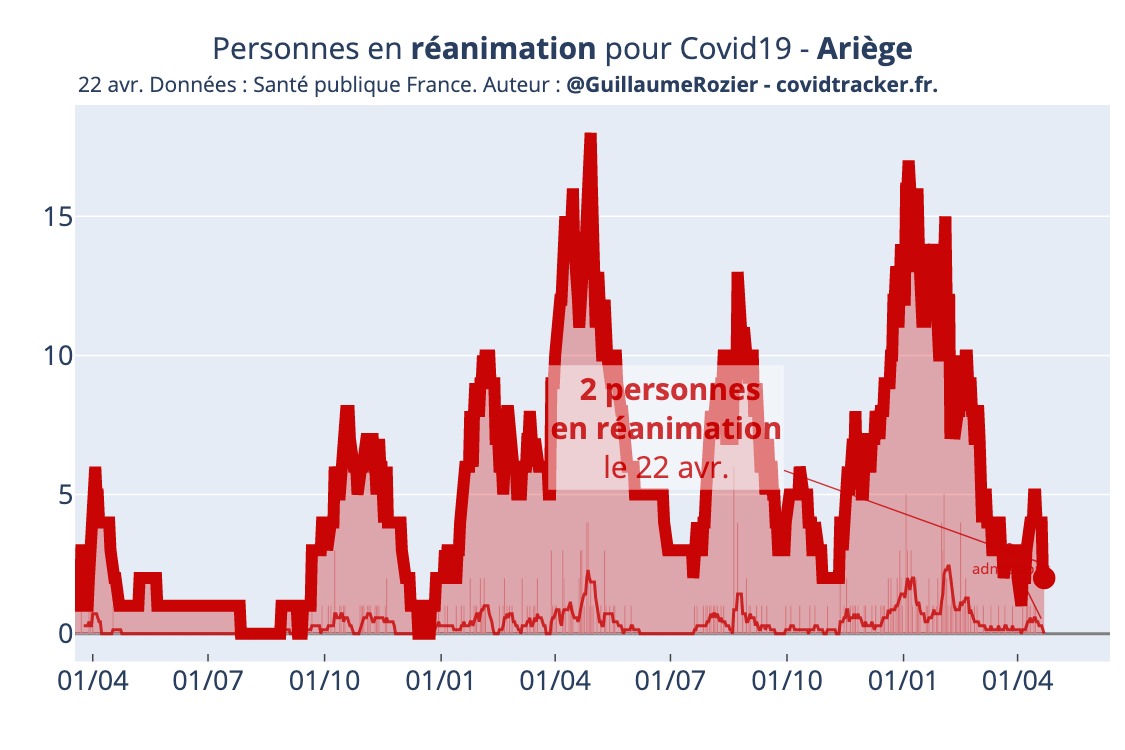 Personnes en réanimation pour Covid19 - Ariège
22 avr. Données : Santé publique France. Auteur : @GuillaumeRozier - covidtracker.fr.
15
10
5
0
2 personnes
en réanimation
le 22 avr.
01/04
01/07
01/10
01/01
01/04
01/07
01/10
01/01
01/04